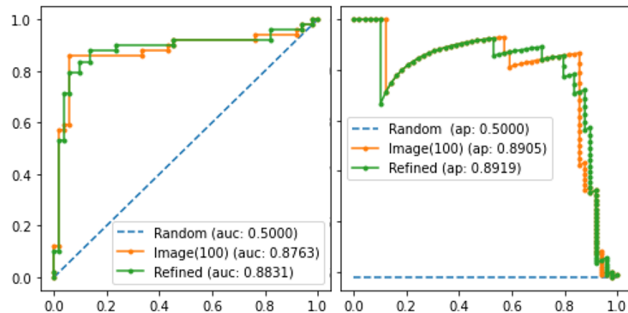 1.0
0.8
0.6
0.4
0.2
0.0
Random (auc: 0.5000)
Image(100) (auc: 0.8763)
Refined (auc: 0.8831)
0.0 0.2 0.4 0.6 0.8 1.0
Random (ap: 0.5000)
Image(100) (ap: 0.8905)
Refined (ap: 0.8919)
0.0 0.2 0.4 0.6 0.8 1.0